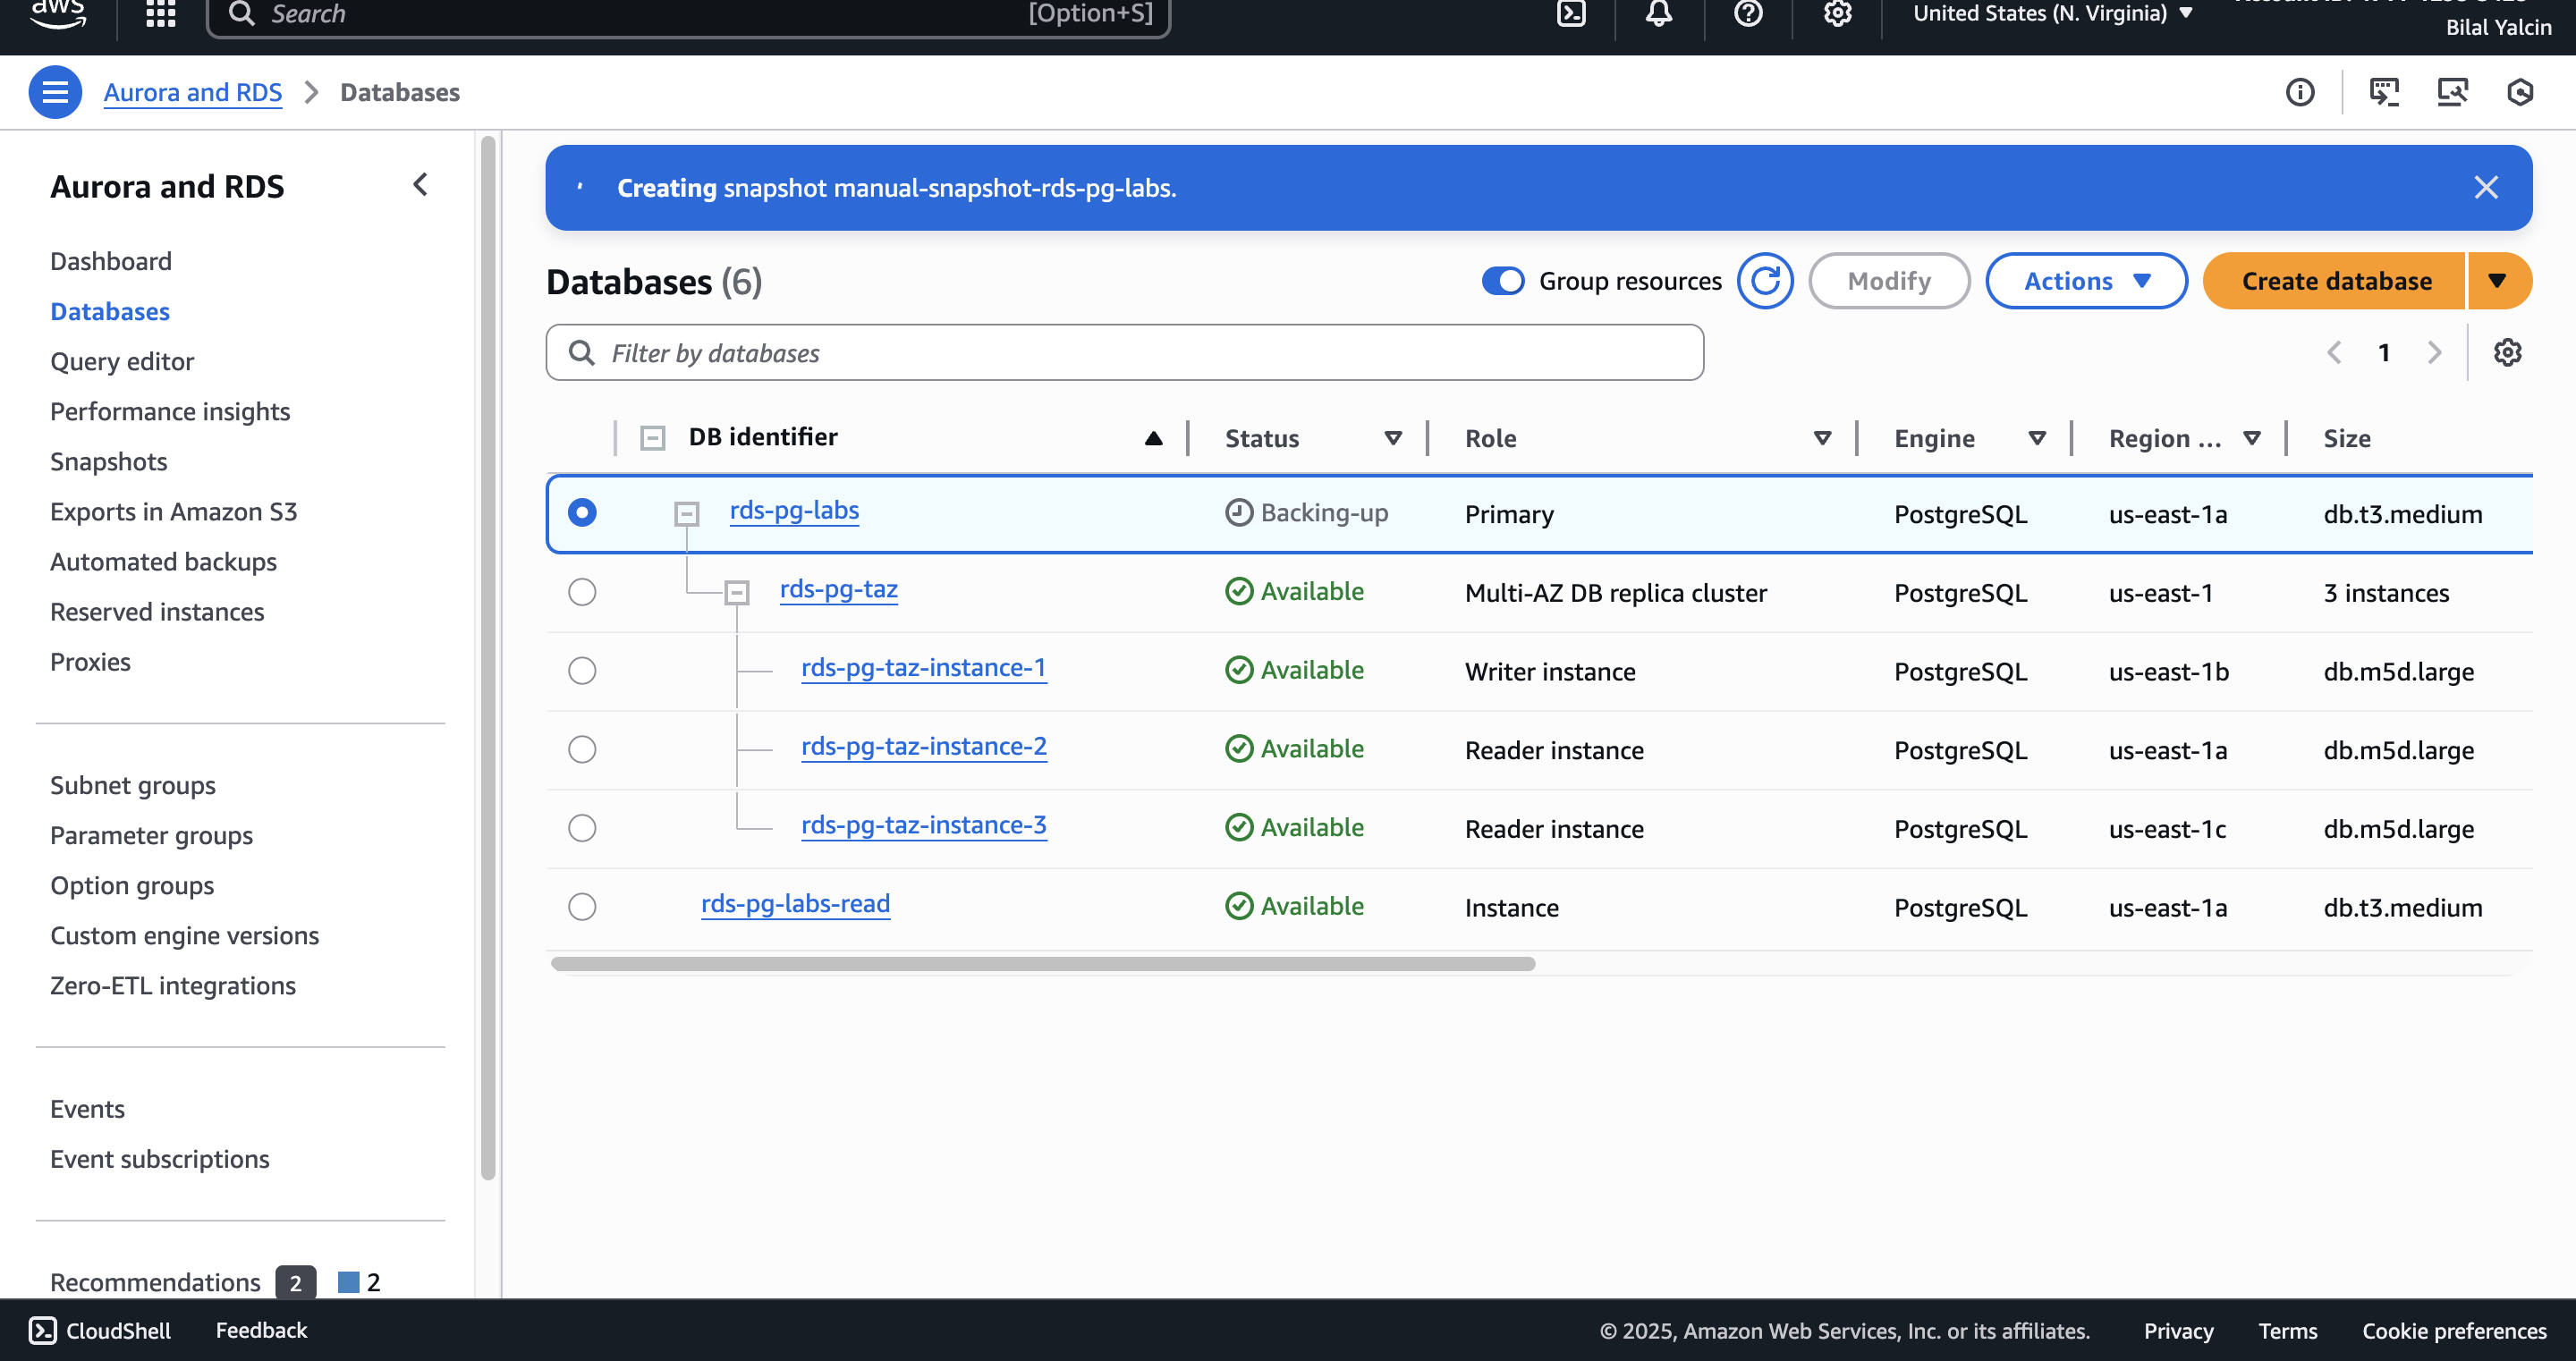 aws
Search [Option+S]
United States (N. Virginia)
Bilal Yalcin
Aurora and RDS > Databases
Aurora and RDS
Dashboard
Databases
Query editor
Performance insights
Snapshots
Exports in Amazon S3
Automated backups
Reserved instances
Proxies
Subnet groups
Parameter groups
Option groups
Custom engine versions
Zero-ETL integrations
Events
Event subscriptions
Recommendations 2 2
Creating snapshot manual-snapshot-rds-pg-labs.
Databases (6)
Group resources
Modify
Actions
Create database
Filter by databases
1
DB identifier Status Role Engine Region ... Size
rds-pg-labs Backing-up Primary PostgreSQL us-east-1a db.t3.medium
rds-pg-taz Available Multi-AZ DB replica cluster PostgreSQL us-east-1 3 instances
rds-pg-taz-instance-1 Available Writer instance PostgreSQL us-east-1b db.m5d.large
rds-pg-taz-instance-2 Available Reader instance PostgreSQL us-east-1a db.m5d.large
rds-pg-taz-instance-3 Available Reader instance PostgreSQL us-east-1c db.m5d.large
rds-pg-labs-read Available Instance PostgreSQL us-east-1a db.t3.medium
CloudShell Feedback © 2025, Amazon Web Services, Inc. or its affiliates. Privacy Terms Cookie preferences